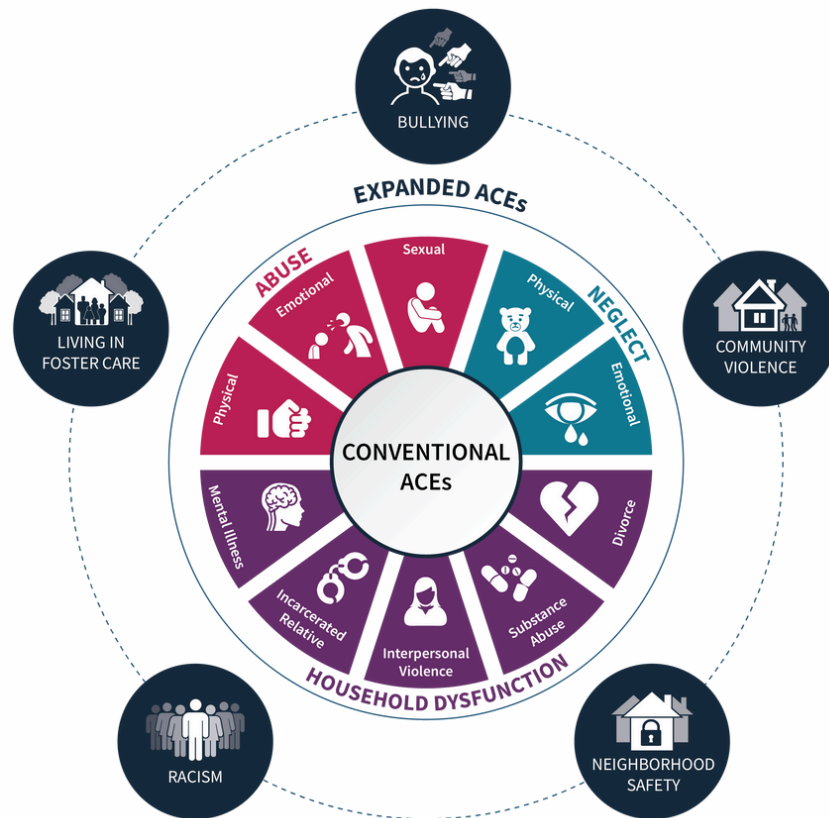 BULLYING
EXPANDED ACEs
ABUSE
Emotional
Sexual
Physical
NEGLECT
Physical
Emotional
LIVING IN
FOSTER CARE
COMMUNITY
VIOLENCE
CONVENTIONAL
ACEs
Mental Illness
Incarcerated
Relative
Interpersonal
Violence
Substance
Abuse
Divorce
HOUSEHOLD DYSFUNCTION
RACISM
NEIGHBORHOOD
SAFETY